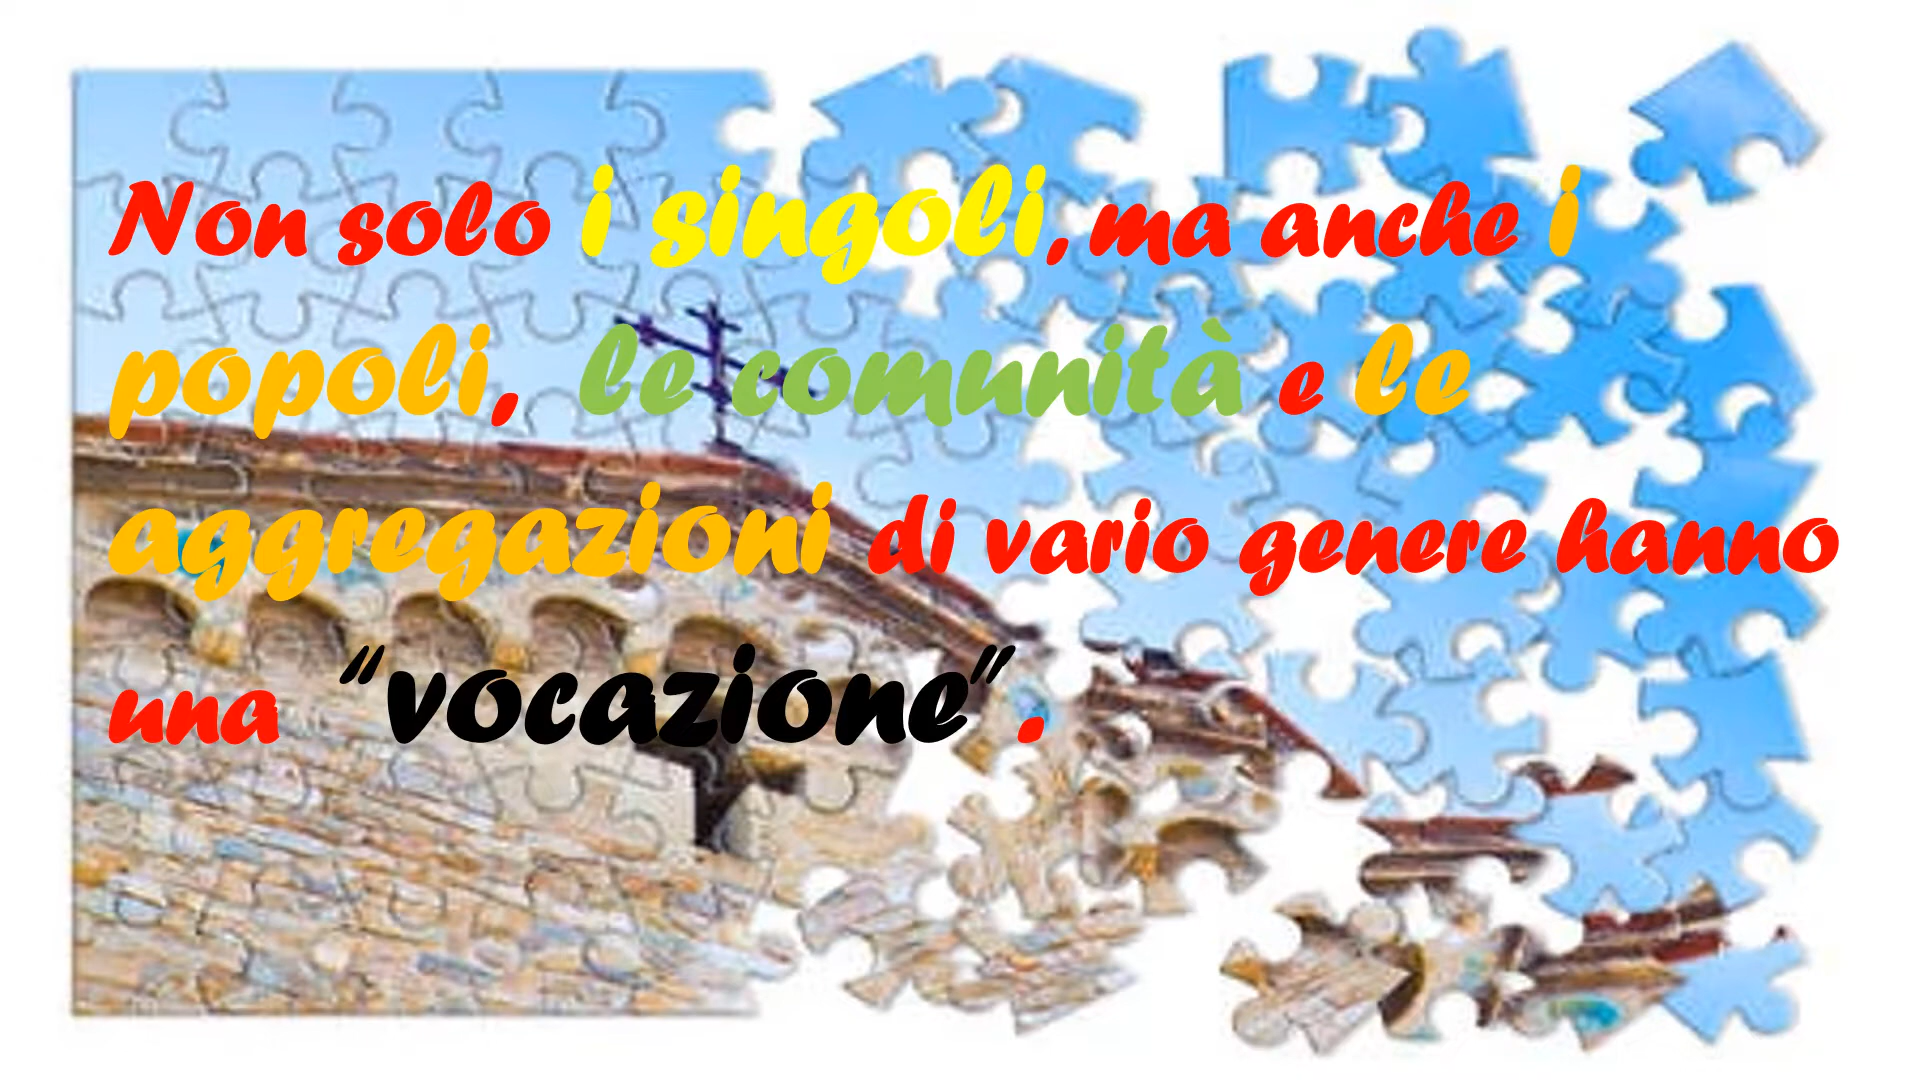 Non solo i singoli, ma anche i
popoli, le comunità e le
aggregazioni di vario genere hanno
una “vocazione”.